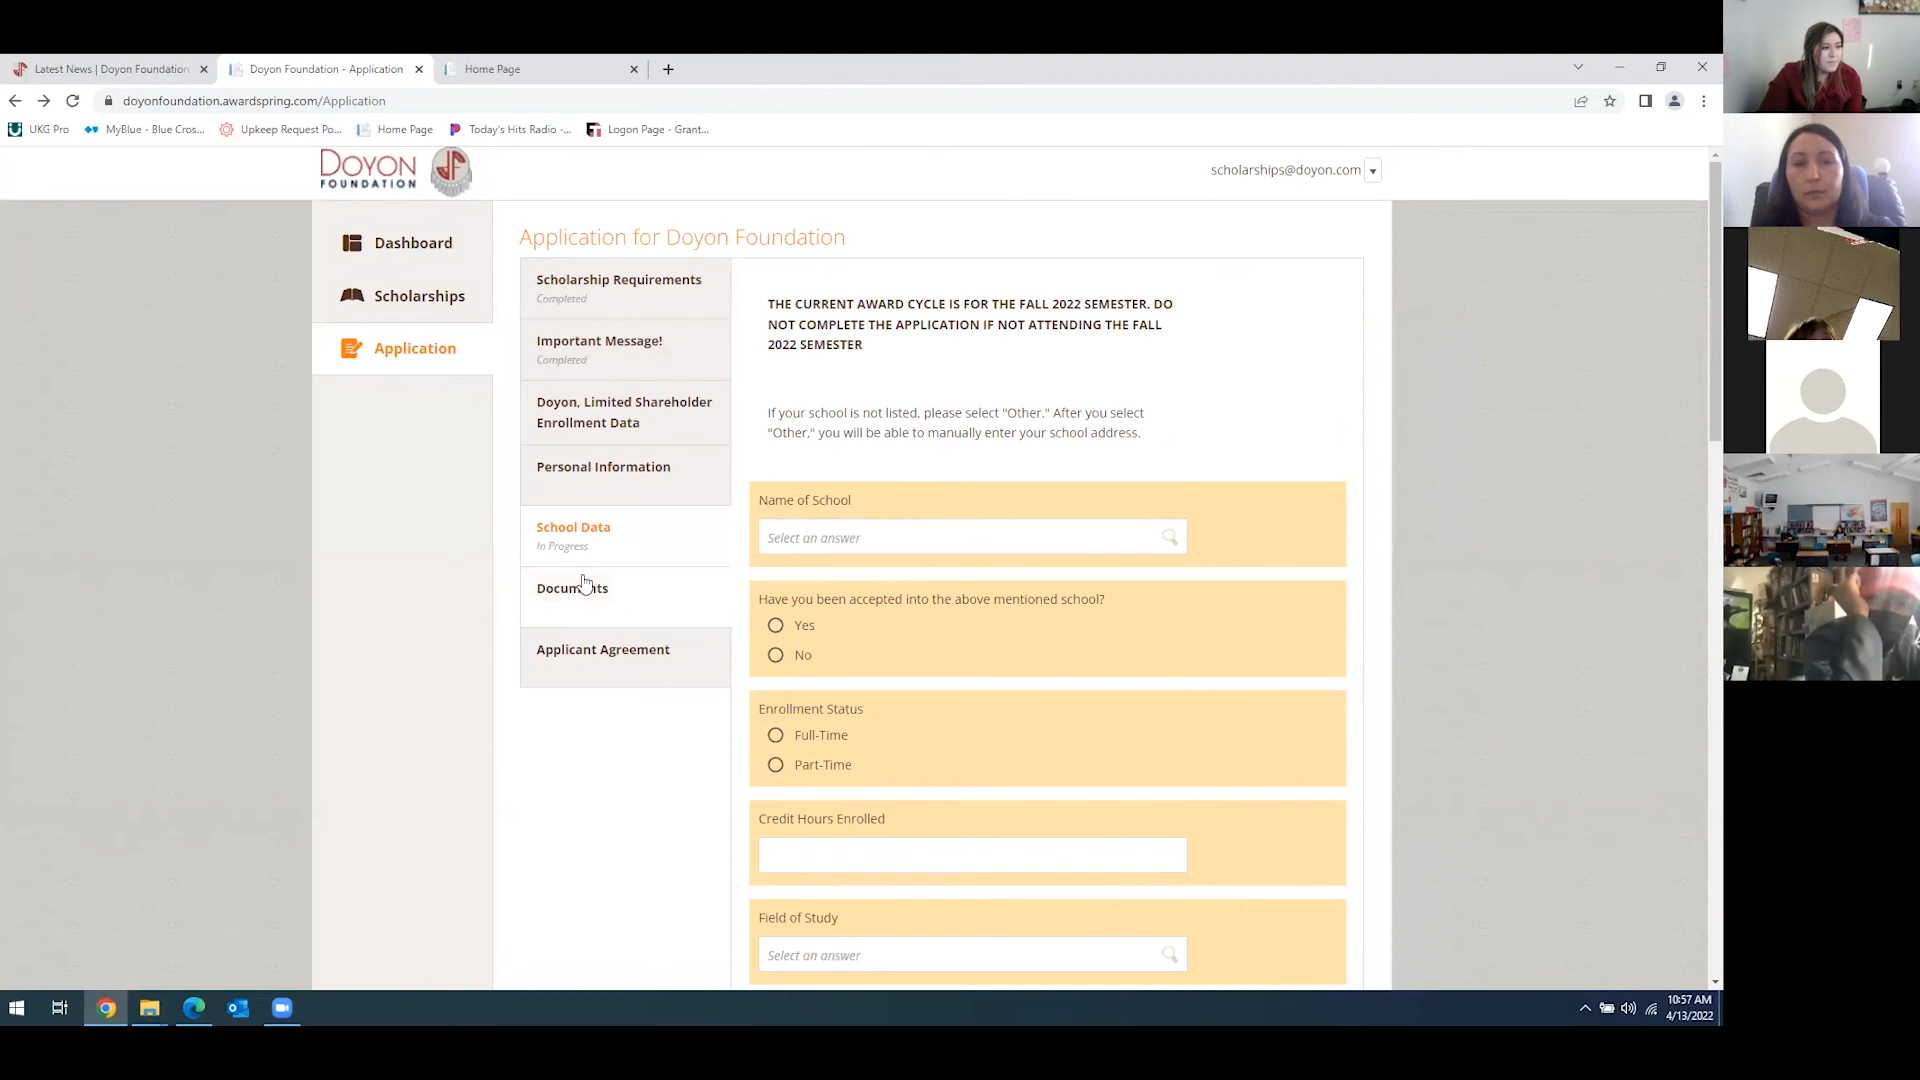 Latest News | Doyon Foundation
Doyon Foundation - Application
Home Page
doyonfoundation.awardspring.com/Application
UKG Pro
MyBlue - Blue Cros...
Upkeep Request Po...
Home Page
Today's Hits Radio -...
Logon Page - Grant...
DOYON
FOUNDATION
scholarships@doyon.com
Dashboard
Scholarships
Application
Application for Doyon Foundation
Scholarship Requirements
Completed
Important Message!
Completed
Doyon, Limited Shareholder
Enrollment Data
Personal Information
School Data
In Progress
Documents
Applicant Agreement
THE CURRENT AWARD CYCLE IS FOR THE FALL 2022 SEMESTER. DO
NOT COMPLETE THE APPLICATION IF NOT ATTENDING THE FALL
2022 SEMESTER
If your school is not listed, please select "Other." After you select
"Other," you will be able to manually enter your school address.
Name of School
Select an answer
Have you been accepted into the above mentioned school?
Yes
No
Enrollment Status
Full-Time
Part-Time
Credit Hours Enrolled
Field of Study
Select an answer
10:57 AM
4/13/2022